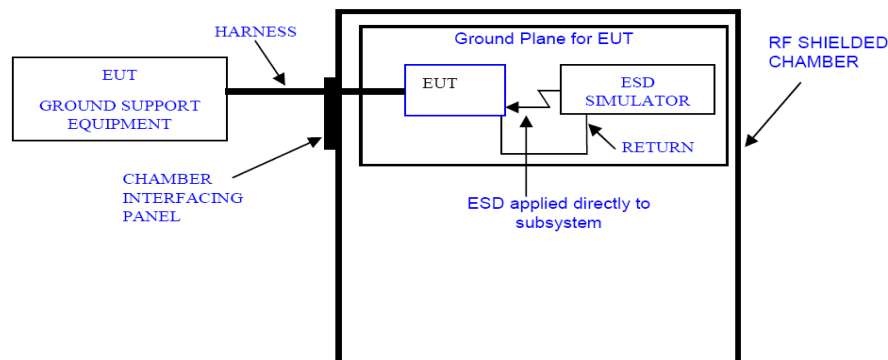 HARNESS
Ground Plane for EUT
RF SHIELDED
CHAMBER
EUT
GROUND SUPPORT
EQUIPMENT
EUT
ESD
SIMULATOR
RETURN
CHAMBER
INTERFACING
PANEL
ESD applied directly to
subsystem